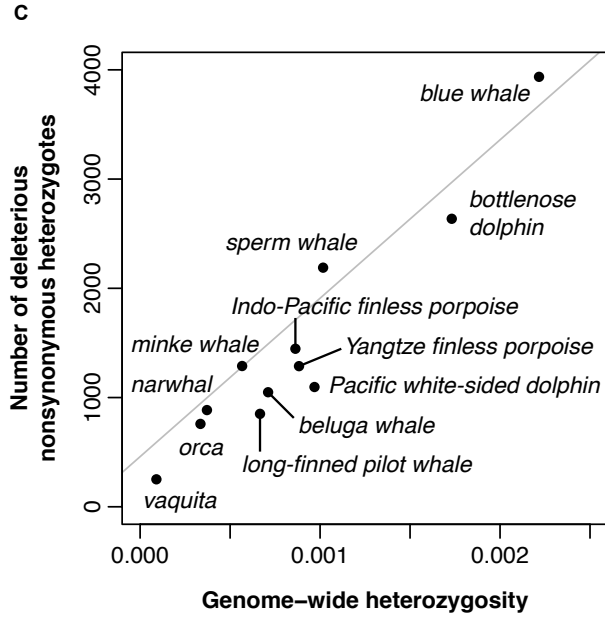 C
Number of deleterious
nonsynonymous heterozygotes
4000
3000
2000
1000
0
blue whale
bottlenose
dolphin
sperm whale
Indo-Pacific finless porpoise
minke whale
Yangtze finless porpoise
narwhal
Pacific white-sided dolphin
beluga whale
orca
long-finned pilot whale
vaquita
0.000
0.001
0.002
Genome–wide heterozygosity